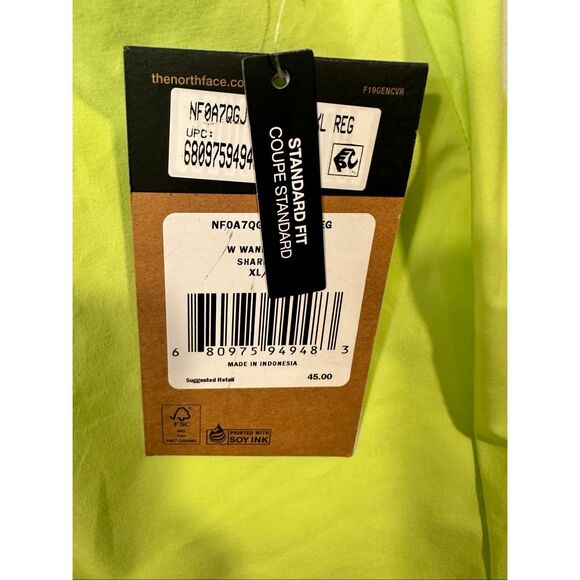 thenorthface.co
F19GENCVR
NF0A7QGJ XL REG
UPC:
6809759494
STANDARD FIT
COUPE STANDARD
NF0A7QG EG
W WAN
SHAR
XL/
6 80975 94948 3
MADE IN INDONESIA
Suggested Retail 45.00
FSC
PRINTED WITH
SOY INK